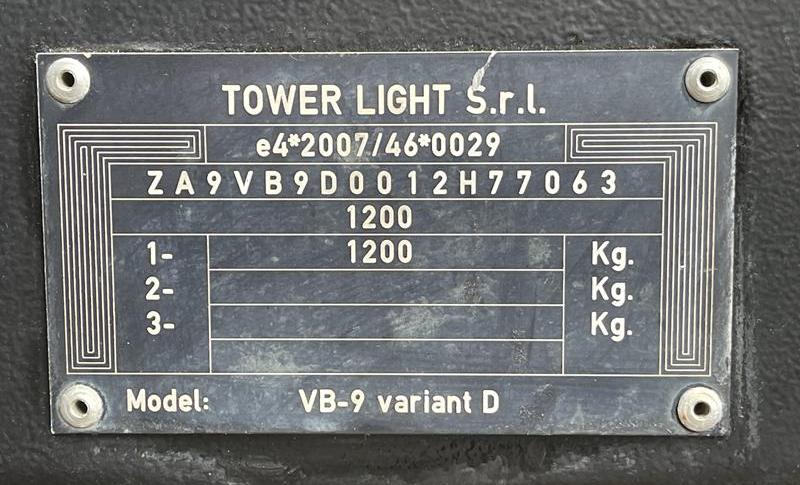 TOWER LIGHT S.r.l.
e4*2007/46*0029
ZA9VB9D0012H77063
1200
1- 1200 Kg.
2- Kg.
3- Kg.
Model: VB-9 variant D